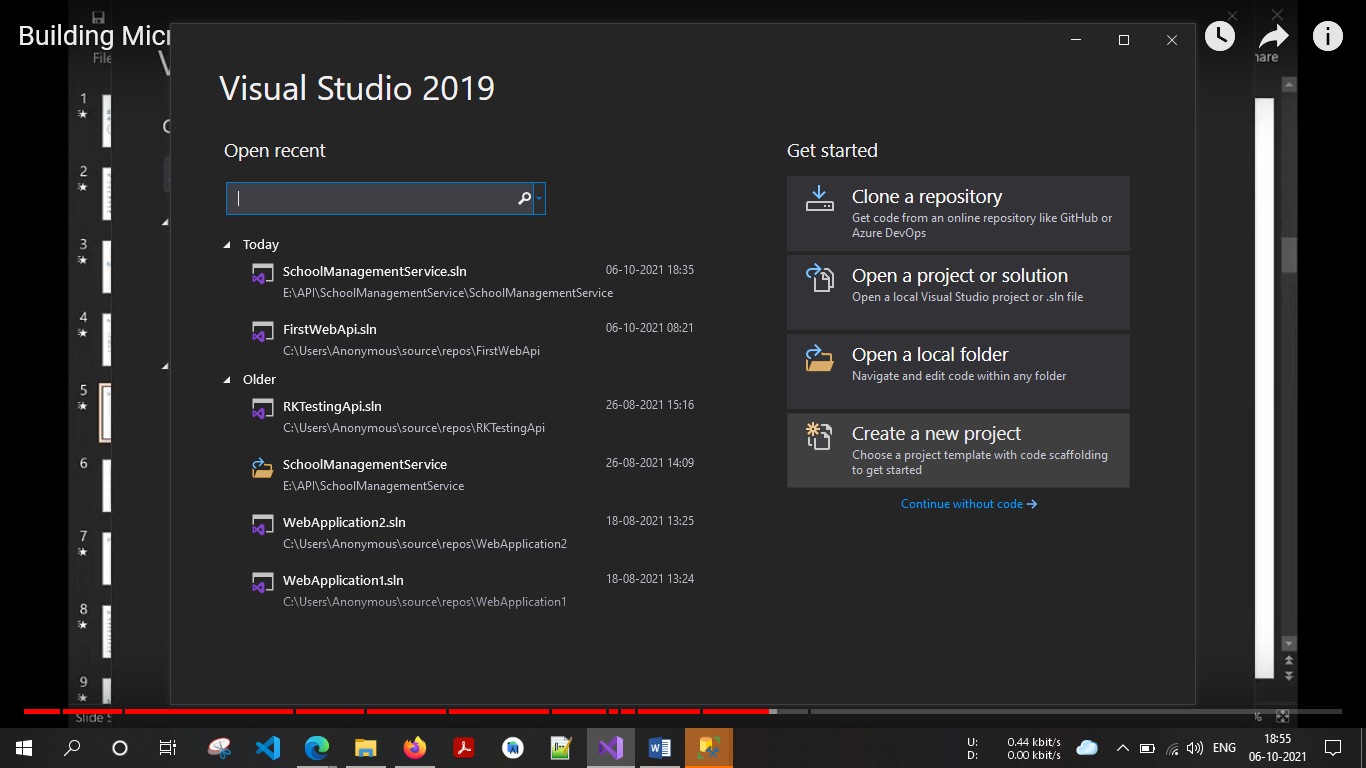 Building Micr
File
hare
Visual Studio 2019
Open recent
Today
SchoolManagementService.sln
06-10-2021 18:35
E:\API\SchoolManagementService\SchoolManagementService
FirstWebApi.sln
06-10-2021 08:21
C:\Users\Anonymous\source\repos\FirstWebApi
Older
RKTestingApi.sln
26-08-2021 15:16
C:\Users\Anonymous\source\repos\RKTestingApi
SchoolManagementService
26-08-2021 14:09
E:\API\SchoolManagementService
WebApplication2.sln
18-08-2021 13:25
C:\Users\Anonymous\source\repos\WebApplication2
WebApplication1.sln
18-08-2021 13:24
C:\Users\Anonymous\source\repos\WebApplication1
Get started
Clone a repository
Get code from an online repository like GitHub or
Azure DevOps
Open a project or solution
Open a local Visual Studio project or .sln file
Open a local folder
Navigate and edit code within any folder
Create a new project
Choose a project template with code scaffolding
to get started
Continue without code →
1
2
3
4
5
6
7
8
9
Slide 5
%
U: 0.44 kbit/s
D: 0.00 kbit/s
ENG
18:55
06-10-2021